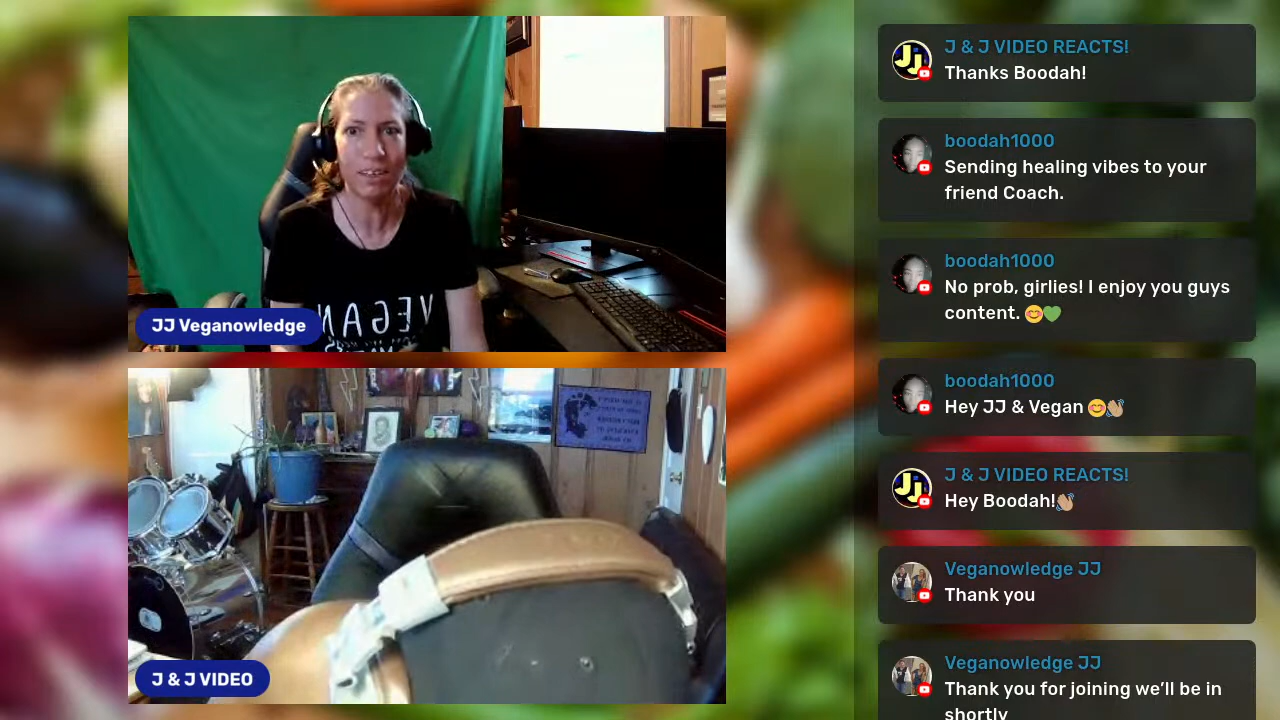 VEGAN
JJ Veganowledge
J & J VIDEO
J & J VIDEO REACTS!
Thanks Boodah!
boodah1000
Sending healing vibes to your
friend Coach.
boodah1000
No prob, girlies! I enjoy you guys
content. 😊💚
boodah1000
Hey JJ & Vegan 😊👋🏼
J & J VIDEO REACTS!
Hey Boodah!👋🏼
Veganowledge JJ
Thank you
Veganowledge JJ
Thank you for joining we’ll be in
shortly